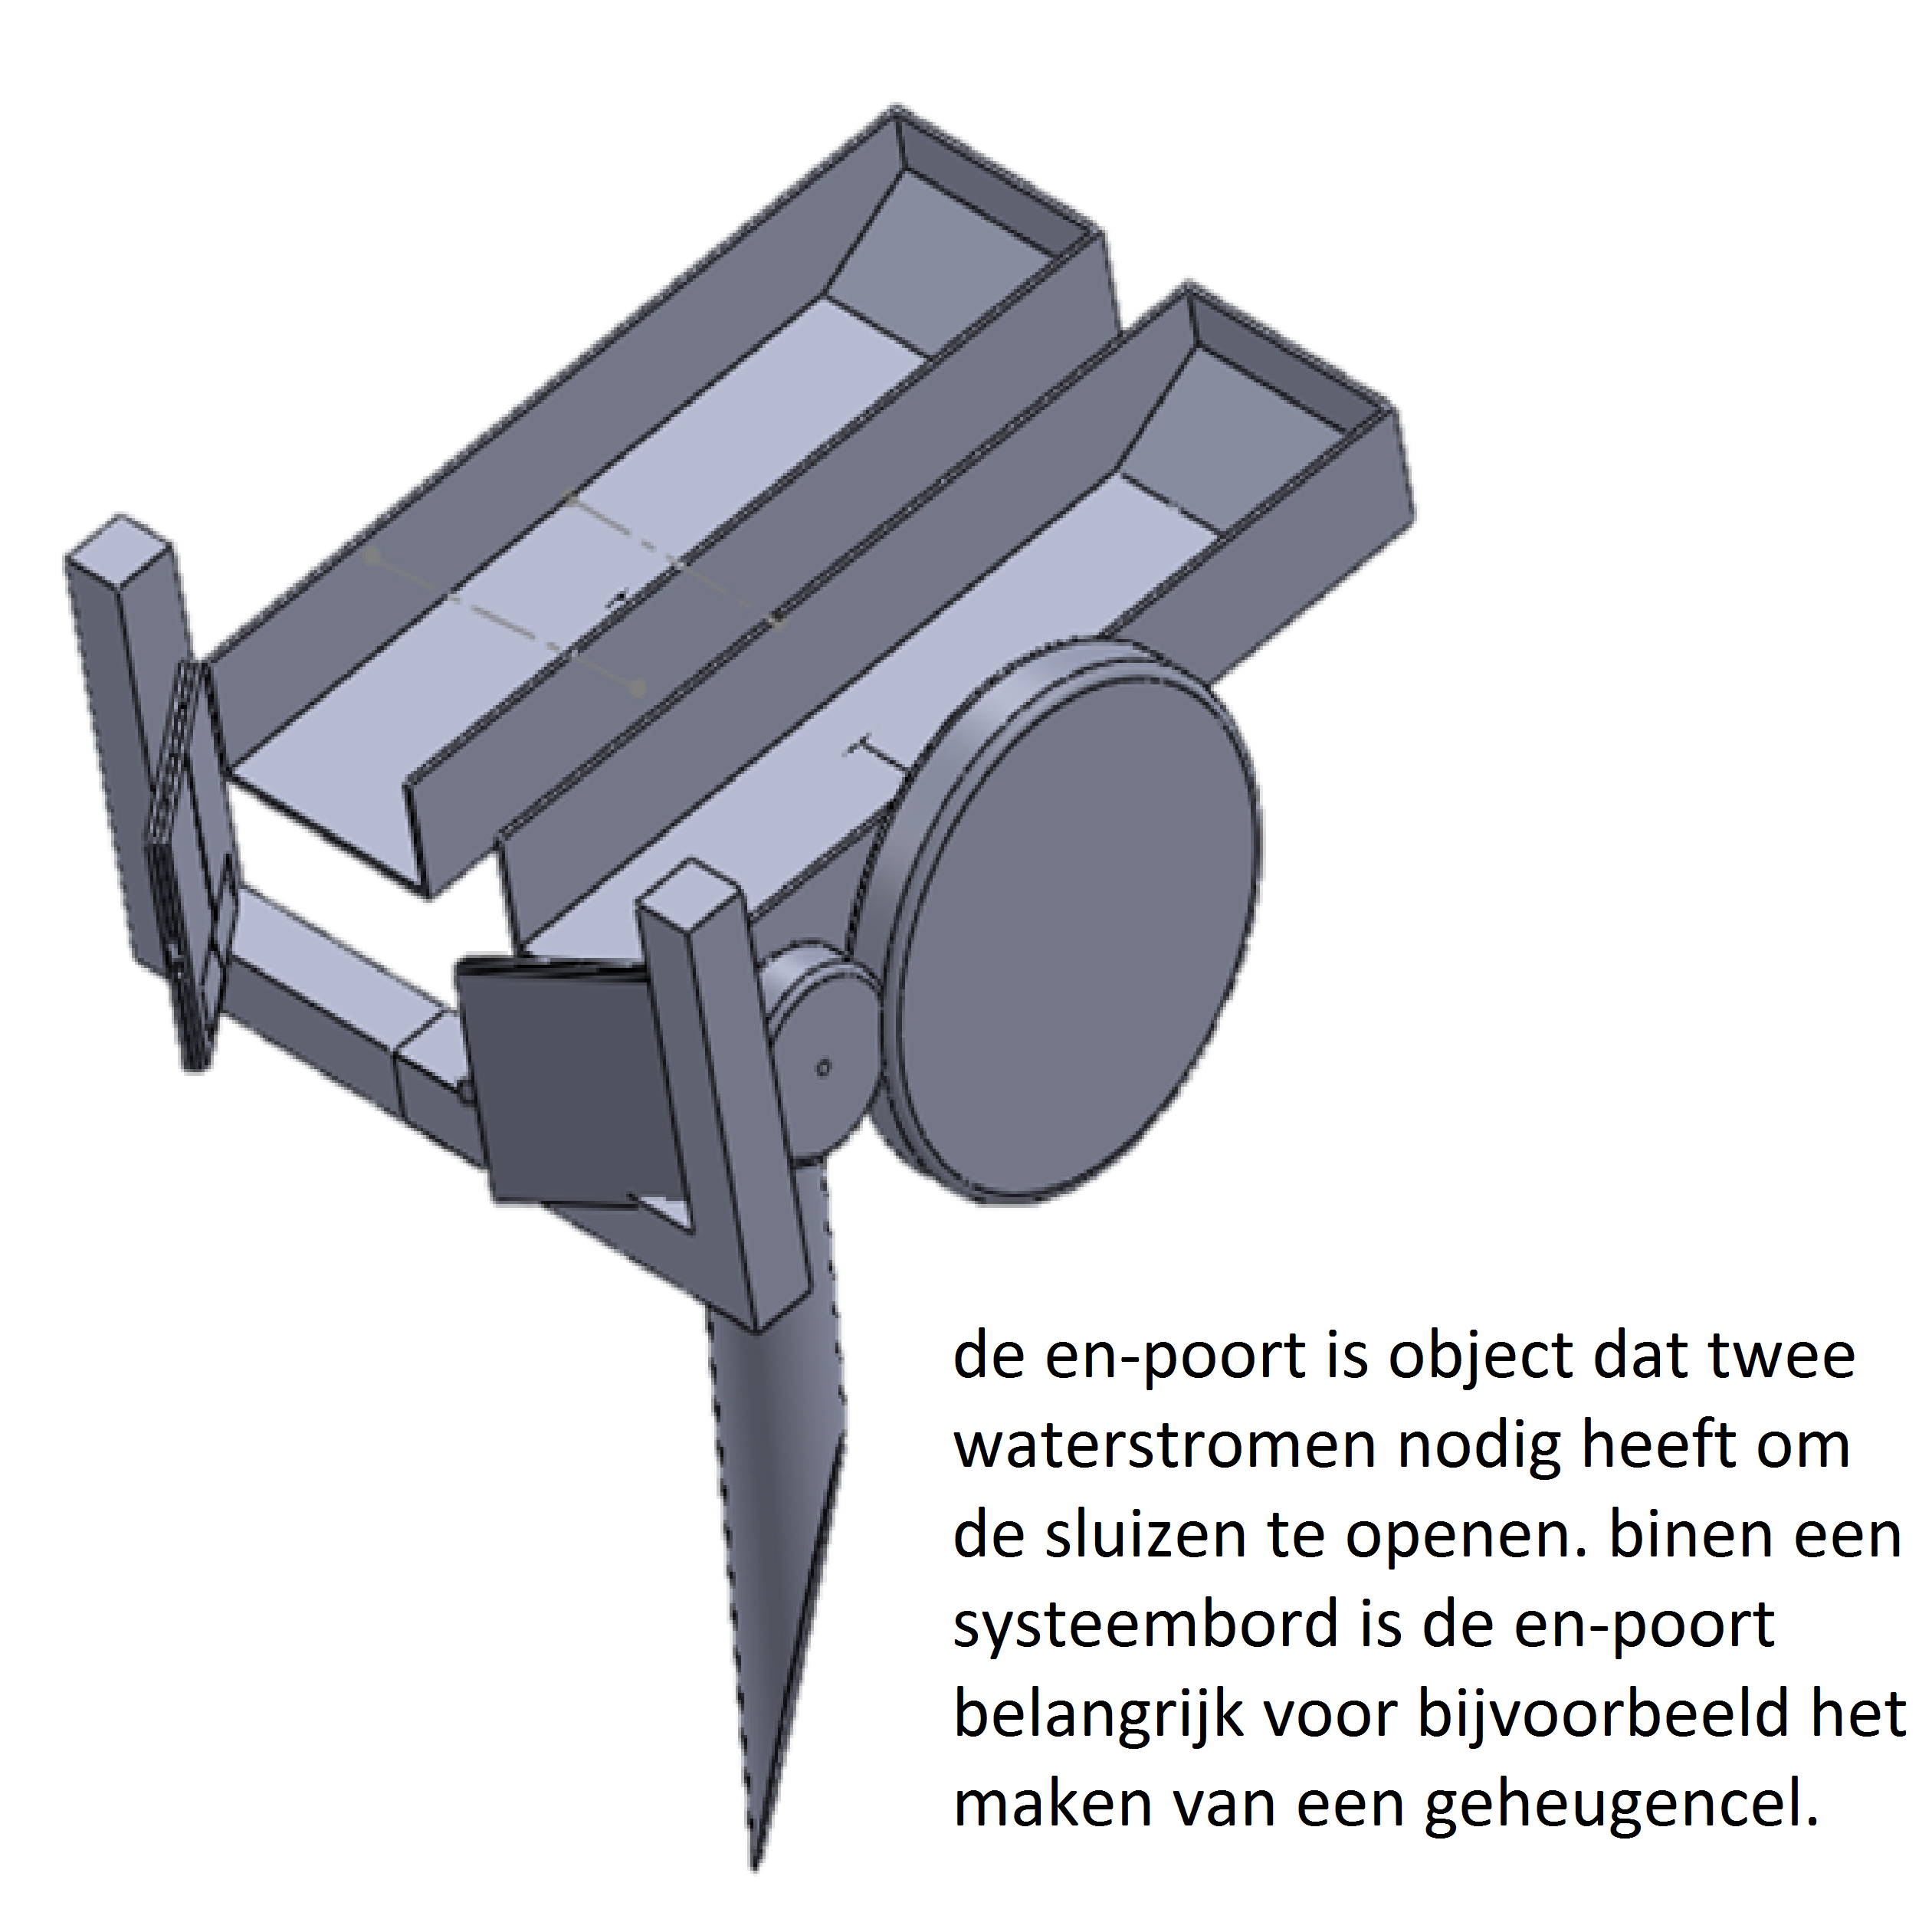 de en-poort is object dat twee
waterstromen nodig heeft om
de sluizen te openen. binen een
systeembord is de en-poort
belangrijk voor bijvoorbeeld het
maken van een geheugencel.